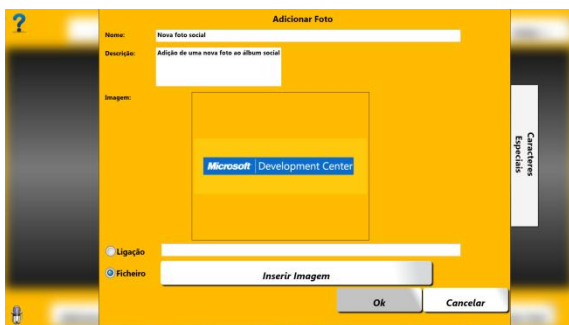 ?
Adicionar Foto
Nome:
Nova foto social
Descrição:
Adição de uma nova foto ao álbum social
Imagem:
Microsoft Development Center
Caracteres
Especiais
Ligação
Ficheiro
Inserir Imagem
Ok
Cancelar